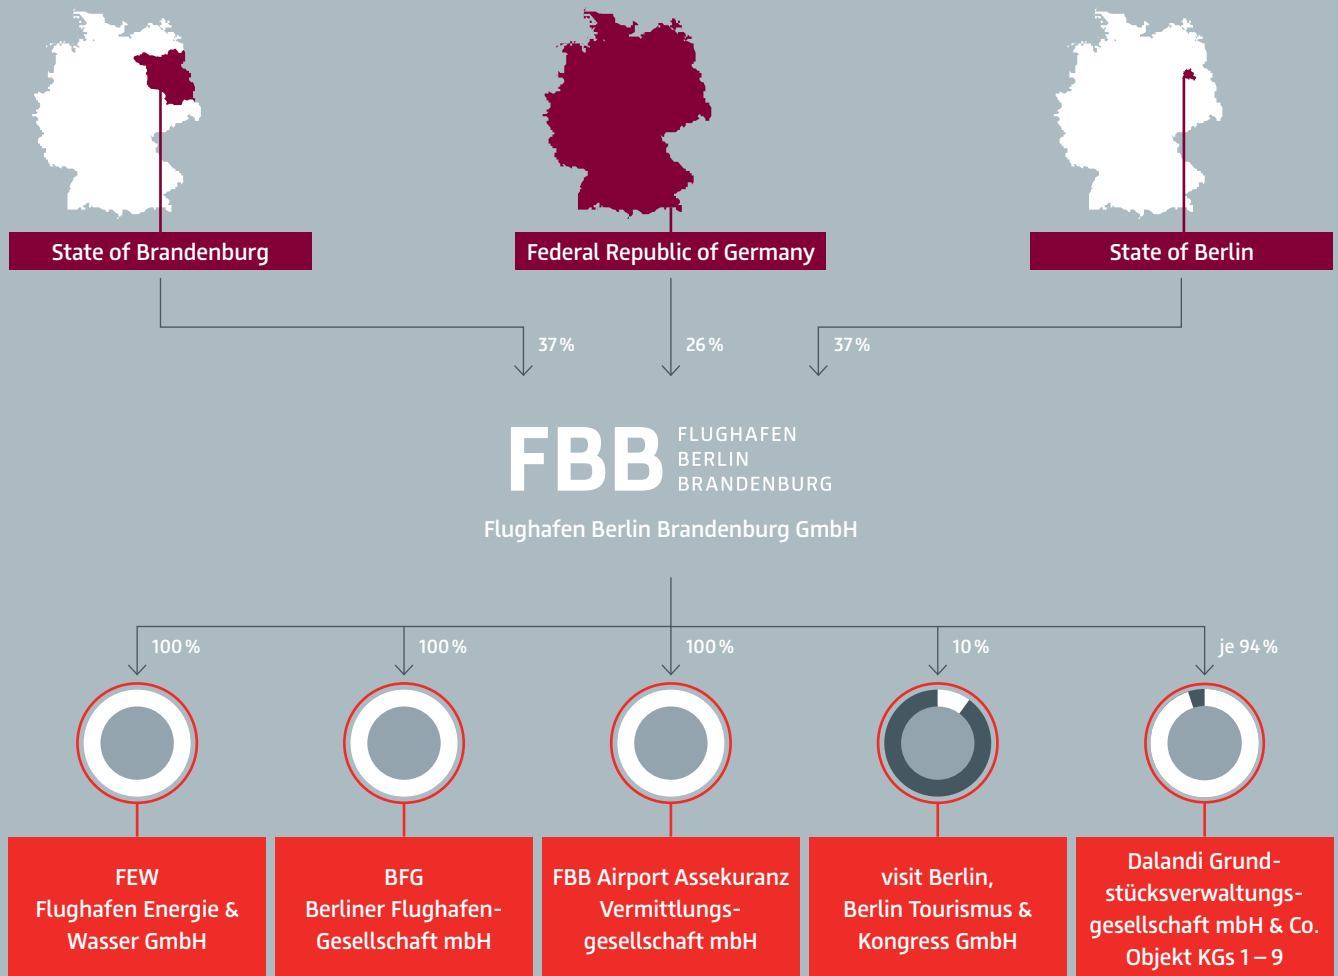 State of Brandenburg
Federal Republic of Germany
State of Berlin
37 %
26 %
37 %
FBB
FLUGHAFEN
BERLIN
BRANDENBURG
Flughafen Berlin Brandenburg GmbH
100 %
100 %
100 %
10 %
je 94 %
FEW
Flughafen Energie &
Wasser GmbH
BFG
Berliner Flughafen-
Gesellschaft mbH
FBB Airport Assekuranz
Vermittlungs-
gesellschaft mbH
visit Berlin,
Berlin Tourismus &
Kongress GmbH
Dalandi Grund-
stücksverwaltungs-
gesellschaft mbH & Co.
Objekt KGs 1 – 9